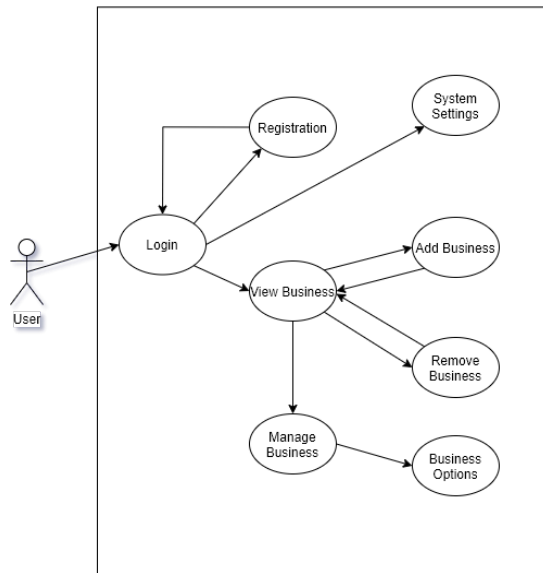 System
Settings
Registration
Login
Add Business
View Business
User
Remove
Business
Manage
Business
Business
Options